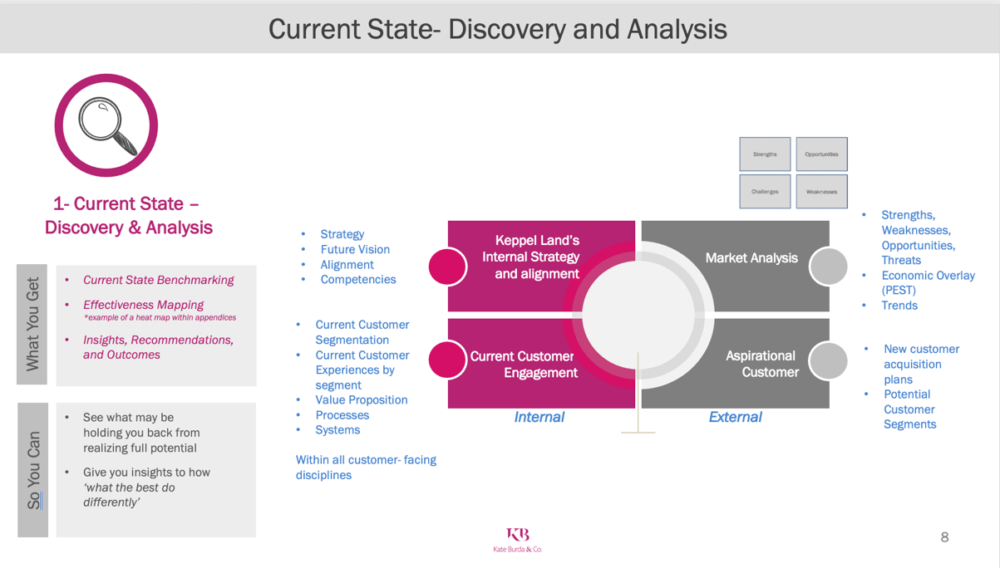 Current State- Discovery and Analysis
1- Current State –
Discovery & Analysis
What You Get
• Current State Benchmarking
• Effectiveness Mapping
*example of a heat map within appendices
• Insights, Recommendations,
and Outcomes
So You Can
• See what may be
holding you back from
realizing full potential
• Give you insights to how
‘what the best do
differently’
• Strategy
• Future Vision
• Alignment
• Competencies
• Current Customer
Segmentation
• Current Customer
Experiences by
segment
• Value Proposition
• Processes
• Systems
Within all customer- facing
disciplines
Keppel Land’s
Internal Strategy
and alignment
Current Customer
Engagement
Internal
Strengths
Opportunities
Challenges
Weaknesses
Market Analysis
Aspirational
Customer
External
• Strengths,
Weaknesses,
Opportunities,
Threats
• Economic Overlay
(PEST)
• Trends
• New customer
acquisition
plans
• Potential
Customer
Segments
KB
Kate Burda & Co.
8